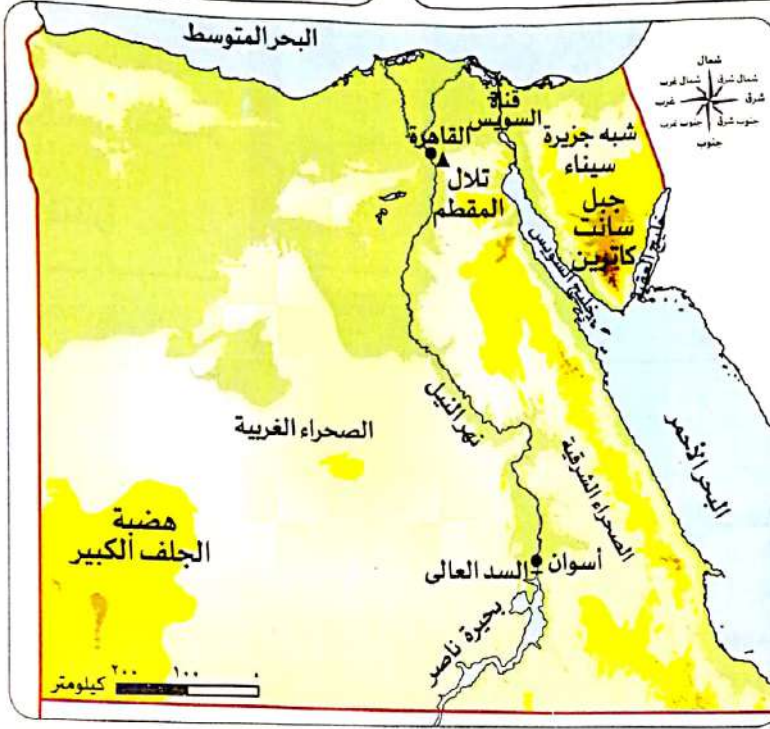 البحر المتوسط
شمال
شمال غرب
شمال شرق
غرب
شرق
جنوب غرب
جنوب شرق
جنوب
قناة
السويس
شبه جزيرة
سيناء
جبل
سانت
كاترين
القاهرة
تلال
المقطم
خليج السويس
خليج العقبة
نهر النيل
الصحراء الغربية
الصحراء الشرقية
البحر الأحمر
هضبة
الجلف الكبير
أسوان
السد العالى
بحيرة ناصر
٢٠٠ ١٠٠ ٠
كيلومتر